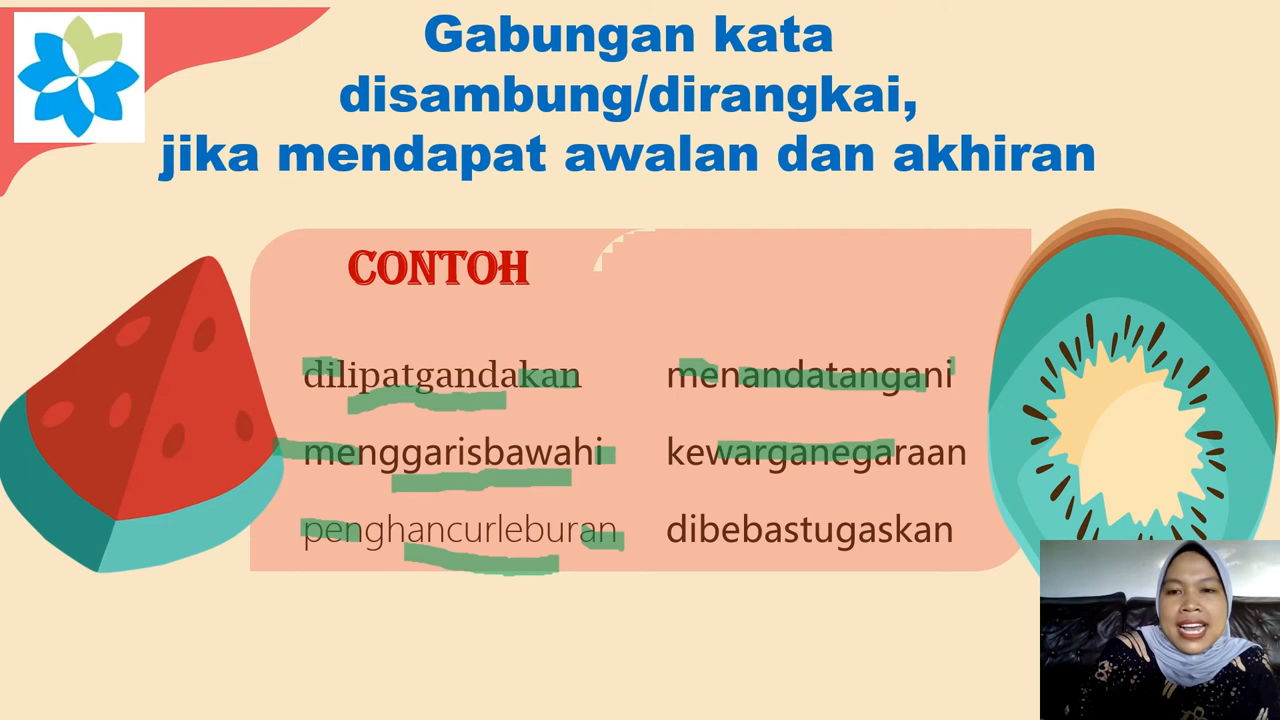 Gabungan kata
disambung/dirangkai,
jika mendapat awalan dan akhiran
CONTOH
dilipatgandakan
menggarisbawahi
penghancurleburan
menandatangani
kewarganegaraan
dibebastugaskan